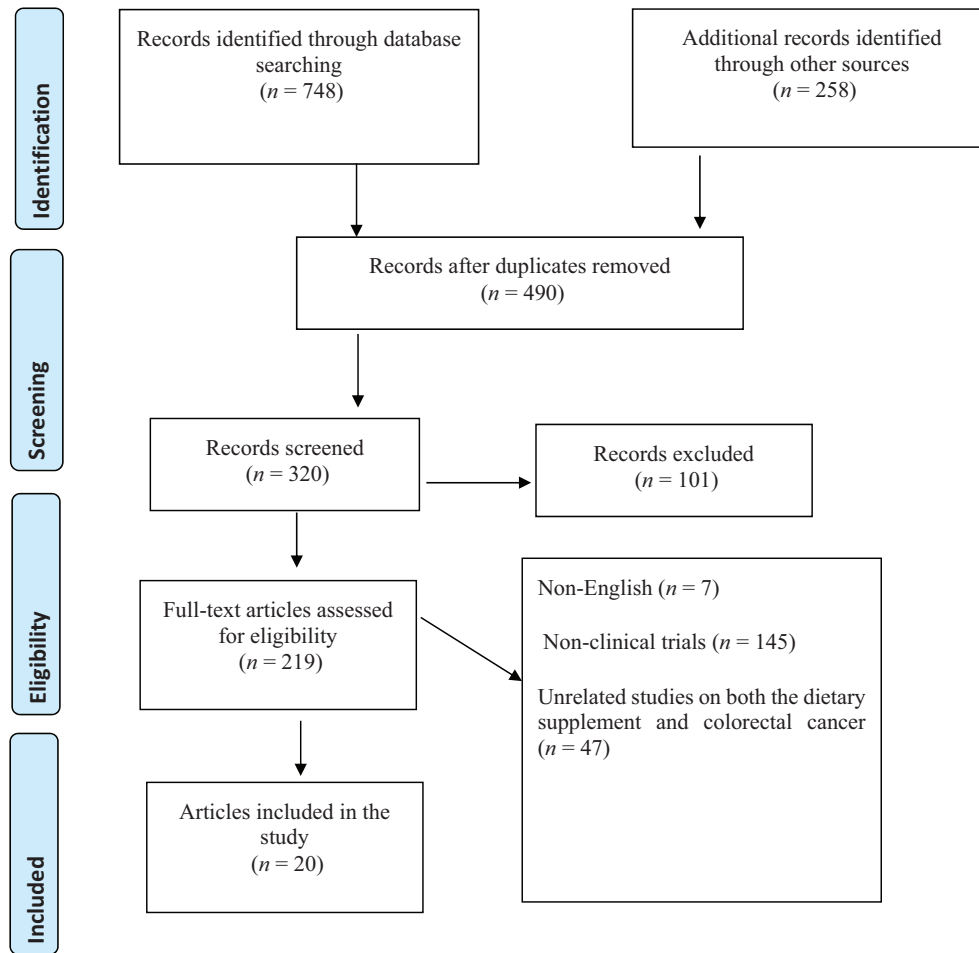 Identification
Records identified through database
searching
(n = 748)
Additional records identified
through other sources
(n = 258)
Screening
Records after duplicates removed
(n = 490)
Records screened
(n = 320)
Records excluded
(n = 101)
Eligibility
Full-text articles assessed
for eligibility
(n = 219)
Non-English (n = 7)
Non-clinical trials (n = 145)
Unrelated studies on both the dietary
supplement and colorectal cancer
(n = 47)
Included
Articles included in the
study
(n = 20)